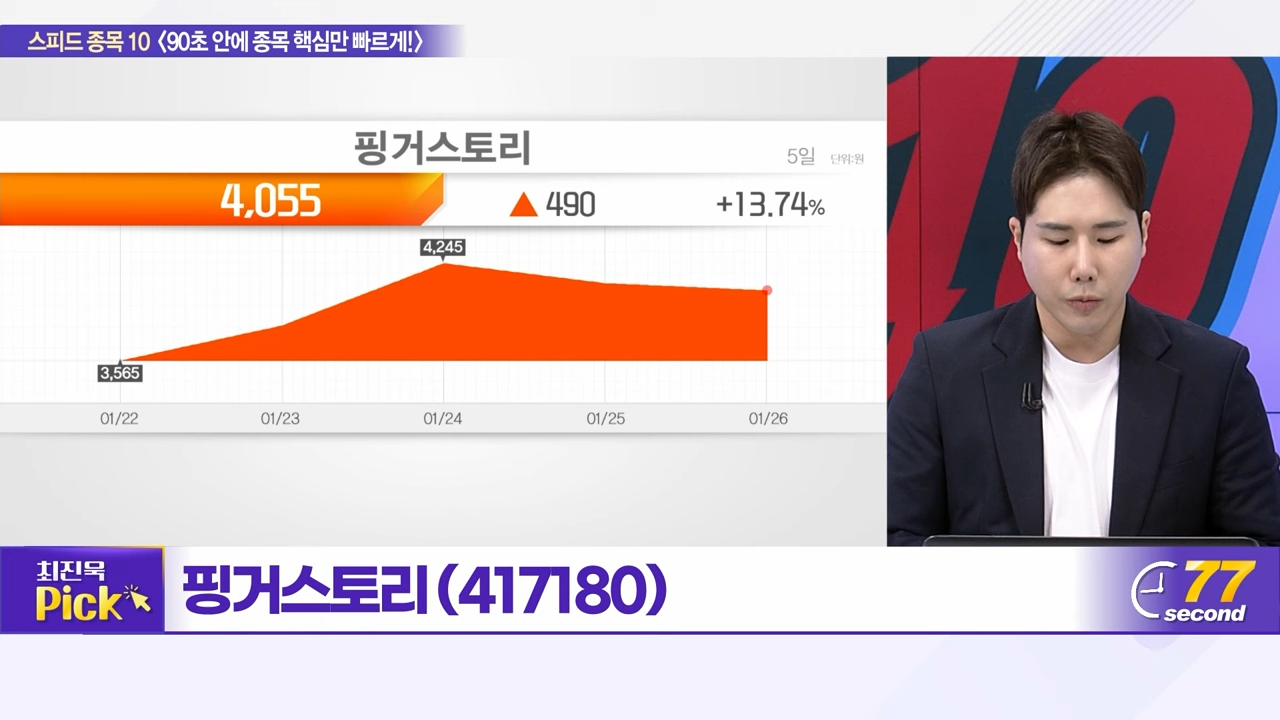 스피드 종목 10 <90초 안에 종목 핵심만 빠르게!>
핑거스토리
5일 단위:원
4,055 ▲ 490 +13.74%
4,245
3,565
01/22 01/23 01/24 01/25 01/26
10
최진욱
Pick
핑거스토리(417180)
77
second